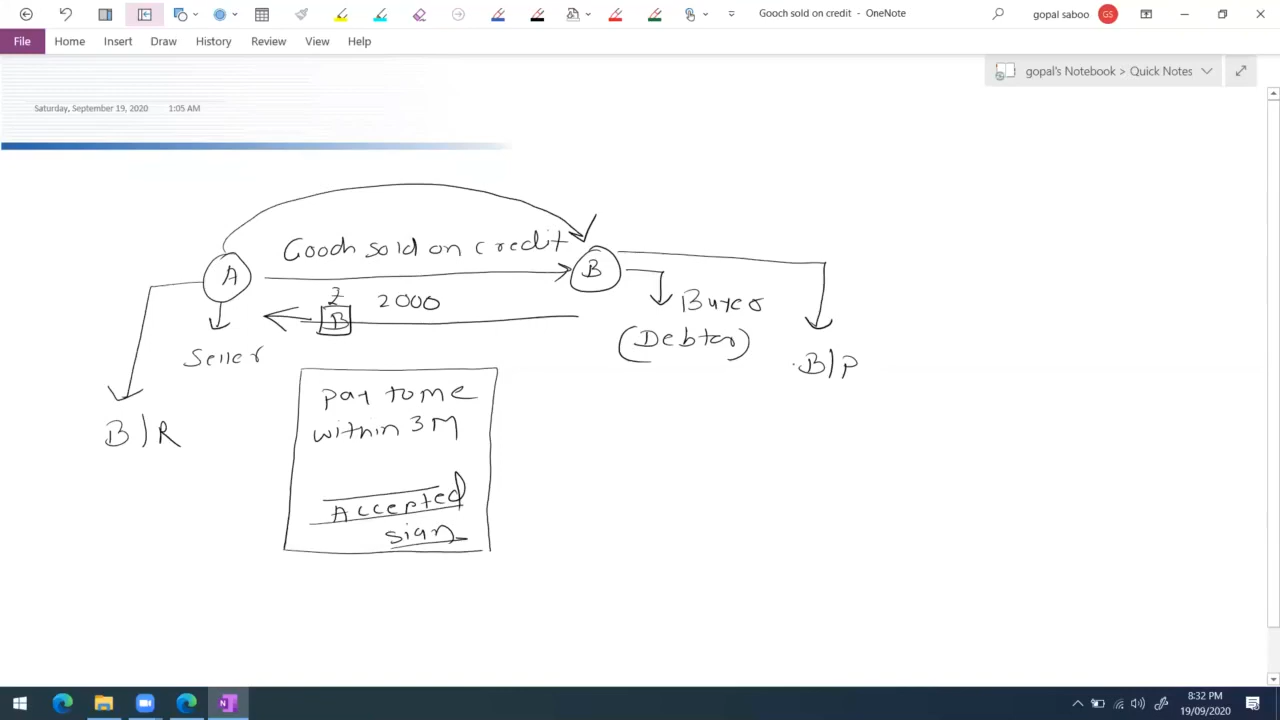 Gooch sold on credit - OneNote
gopal saboo
GS
File
Home
Insert
Draw
History
Review
View
Help
gopal's Notebook > Quick Notes
Saturday, September 19, 2020
1:05 AM
Gooch sold on credit
A
B
2000
B
Buyer
(Debtor)
Seller
B/P
B/R
pay to me
within 3M
Accepted
sign
8:32 PM
19/09/2020